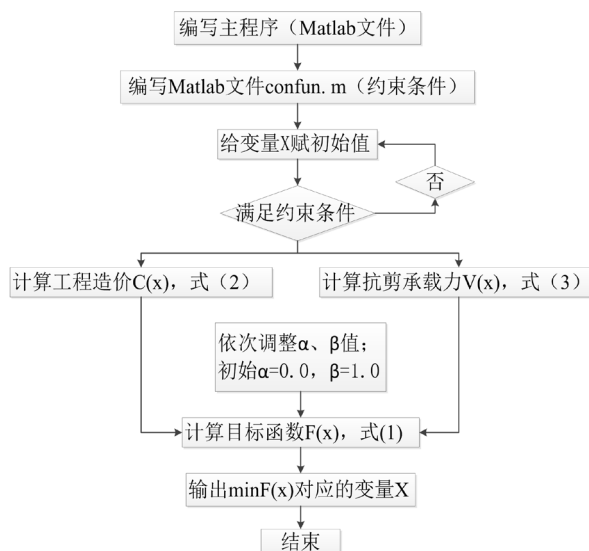 编写主程序（Matlab文件）
编写Matlab文件confun.m（约束条件）
给变量X赋初始值
否
满足约束条件
计算工程造价C(x)，式（2）
计算抗剪承载力V(x)，式（3）
依次调整α、β值；
初始α=0.0，β=1.0
计算目标函数F(x)，式(1)
输出minF(x)对应的变量X
结束